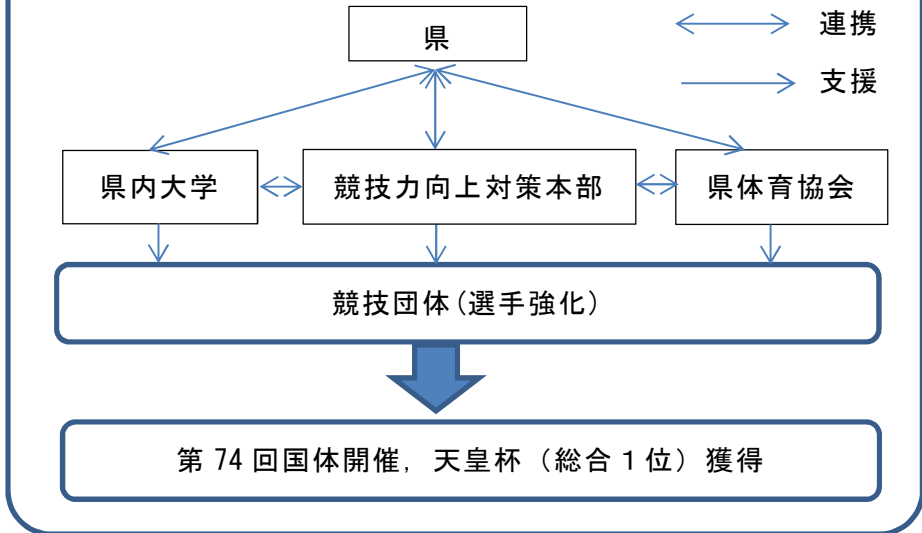 県
連携
支援
県内大学
競技力向上対策本部
県体育協会
競技団体(選手強化)
第 74 回国体開催, 天皇杯（総合１位）獲得